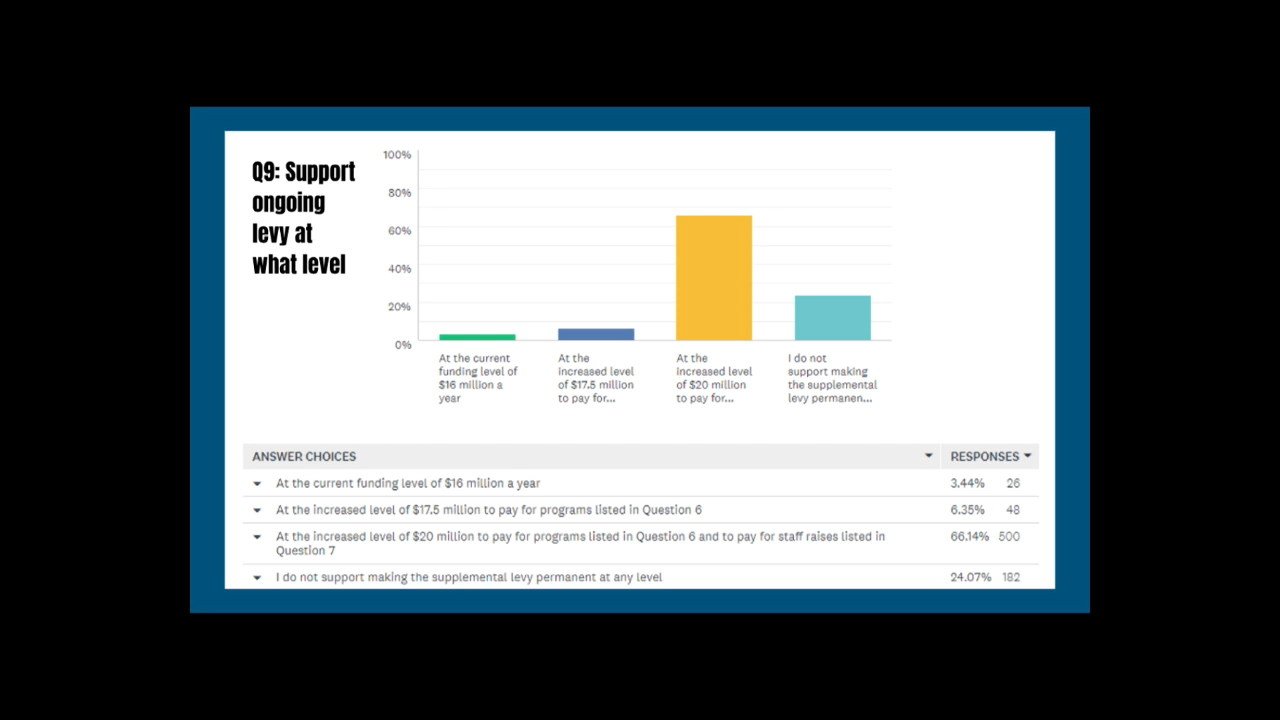 Q9: Support
ongoing
levy at
what level
100%
80%
60%
40%
20%
0%
At the current
funding level of
$16 million a
year
At the
increased level
of $17.5 million
to pay for...
At the
increased level
of $20 million
to pay for...
I do not
support making
the supplemental
levy permanen...
ANSWER CHOICES RESPONSES
At the current funding level of $16 million a year 3.44% 26
At the increased level of $17.5 million to pay for programs listed in Question 6 6.35% 48
At the increased level of $20 million to pay for programs listed in Question 6 and to pay for staff raises listed in 66.14% 500
Question 7
I do not support making the supplemental levy permanent at any level 24.07% 182